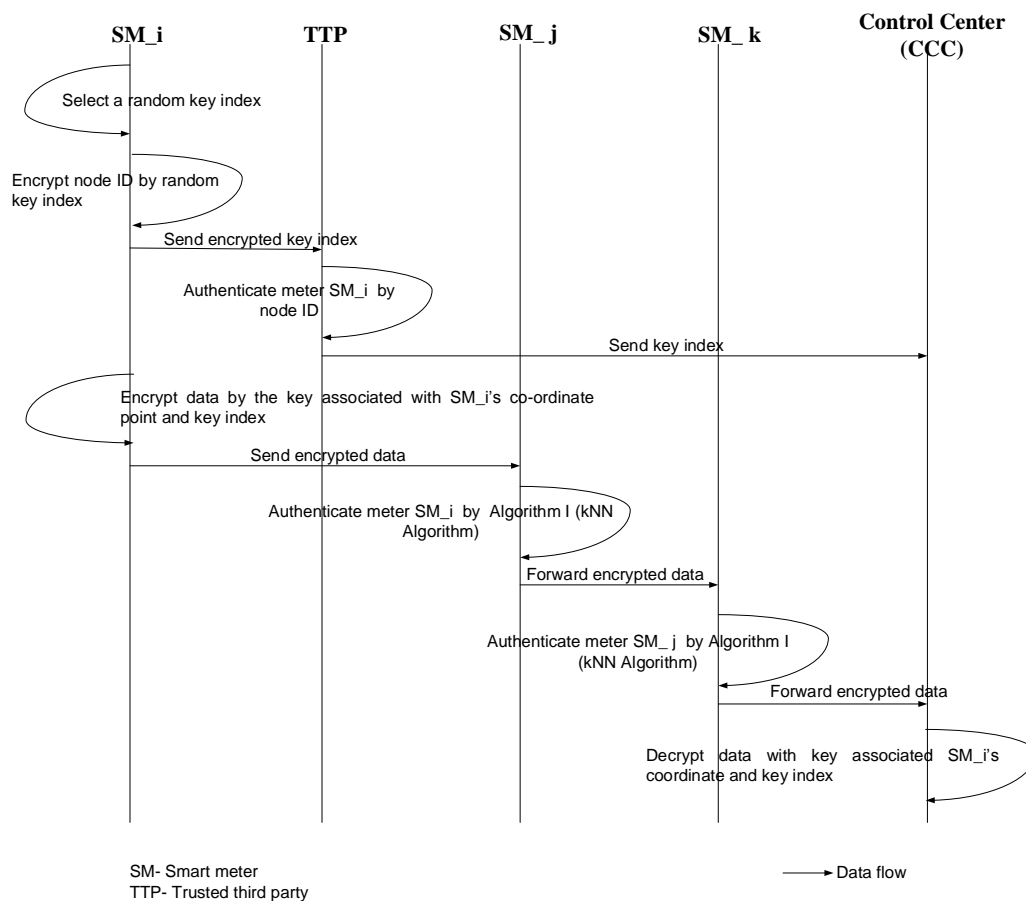 SM_i
TTP
SM_ j
SM_ k
Control Center
(CCC)
Select a random key index
Encrypt node ID by random
key index
Send encrypted key index
Authenticate meter SM_i by
node ID
Send key index
Encrypt data by the key associated with SM_i's co-ordinate
point and key index
Send encrypted data
Authenticate meter SM_i by Algorithm I (kNN
Algorithm)
Forward encrypted data
Authenticate meter SM_ j by Algorithm I
(kNN Algorithm)
Forward encrypted data
Decrypt data with key associated SM_i's
coordinate and key index
SM- Smart meter
TTP- Trusted third party
Data flow